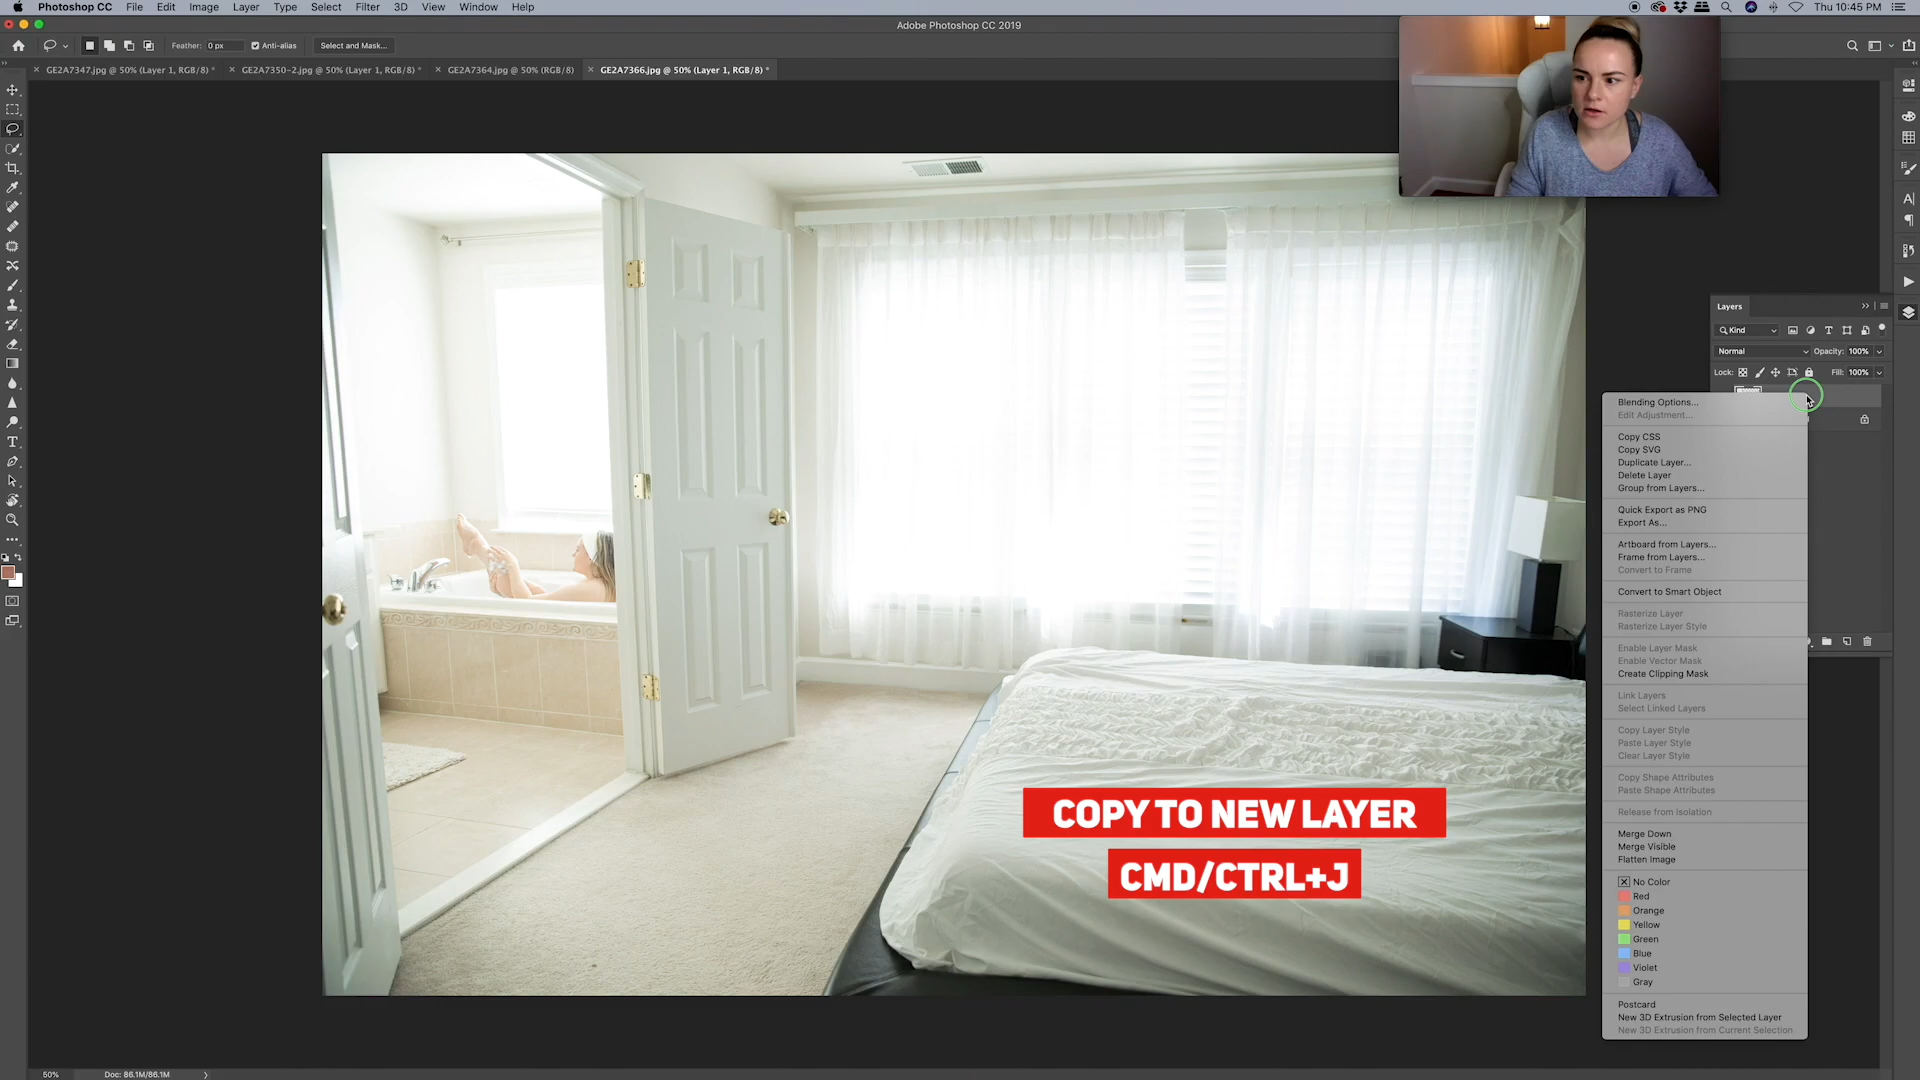 Photoshop CC File Edit Image Layer Type Select Filter 3D View Window Help Thu 10:45 PM
Adobe Photoshop CC 2019
Feather: 0 px Anti-alias Select and Mask...
GE2A7347.jpg @ 50% (Layer 1, RGB/8) * GE2A7350-2.jpg @ 50% (Layer 1, RGB/8) * GE2A7364.jpg @ 50% (RGB/8) GE2A7366.jpg @ 50% (Layer 1, RGB/8) *
Layers
Kind
Normal Opacity: 100%
Lock: Fill: 100%
Blending Options...
Edit Adjustment...
Copy CSS
Copy SVG
Duplicate Layer...
Delete Layer
Group from Layers...
Quick Export as PNG
Export As...
Artboard from Layers...
Frame from Layers...
Convert to Frame
Convert to Smart Object
Rasterize Layer
Rasterize Layer Style
Enable Layer Mask
Enable Vector Mask
Create Clipping Mask
Link Layers
Select Linked Layers
Copy Layer Style
Paste Layer Style
Clear Layer Style
Copy Shape Attributes
Paste Shape Attributes
Release from Isolation
Merge Down
Merge Visible
Flatten Image
No Color
Red
Orange
Yellow
Green
Blue
Violet
Gray
Postcard
New 3D Extrusion from Selected Layer
New 3D Extrusion from Current Selection
COPY TO NEW LAYER
CMD/CTRL+J
50% Doc: 86.1M/86.1M